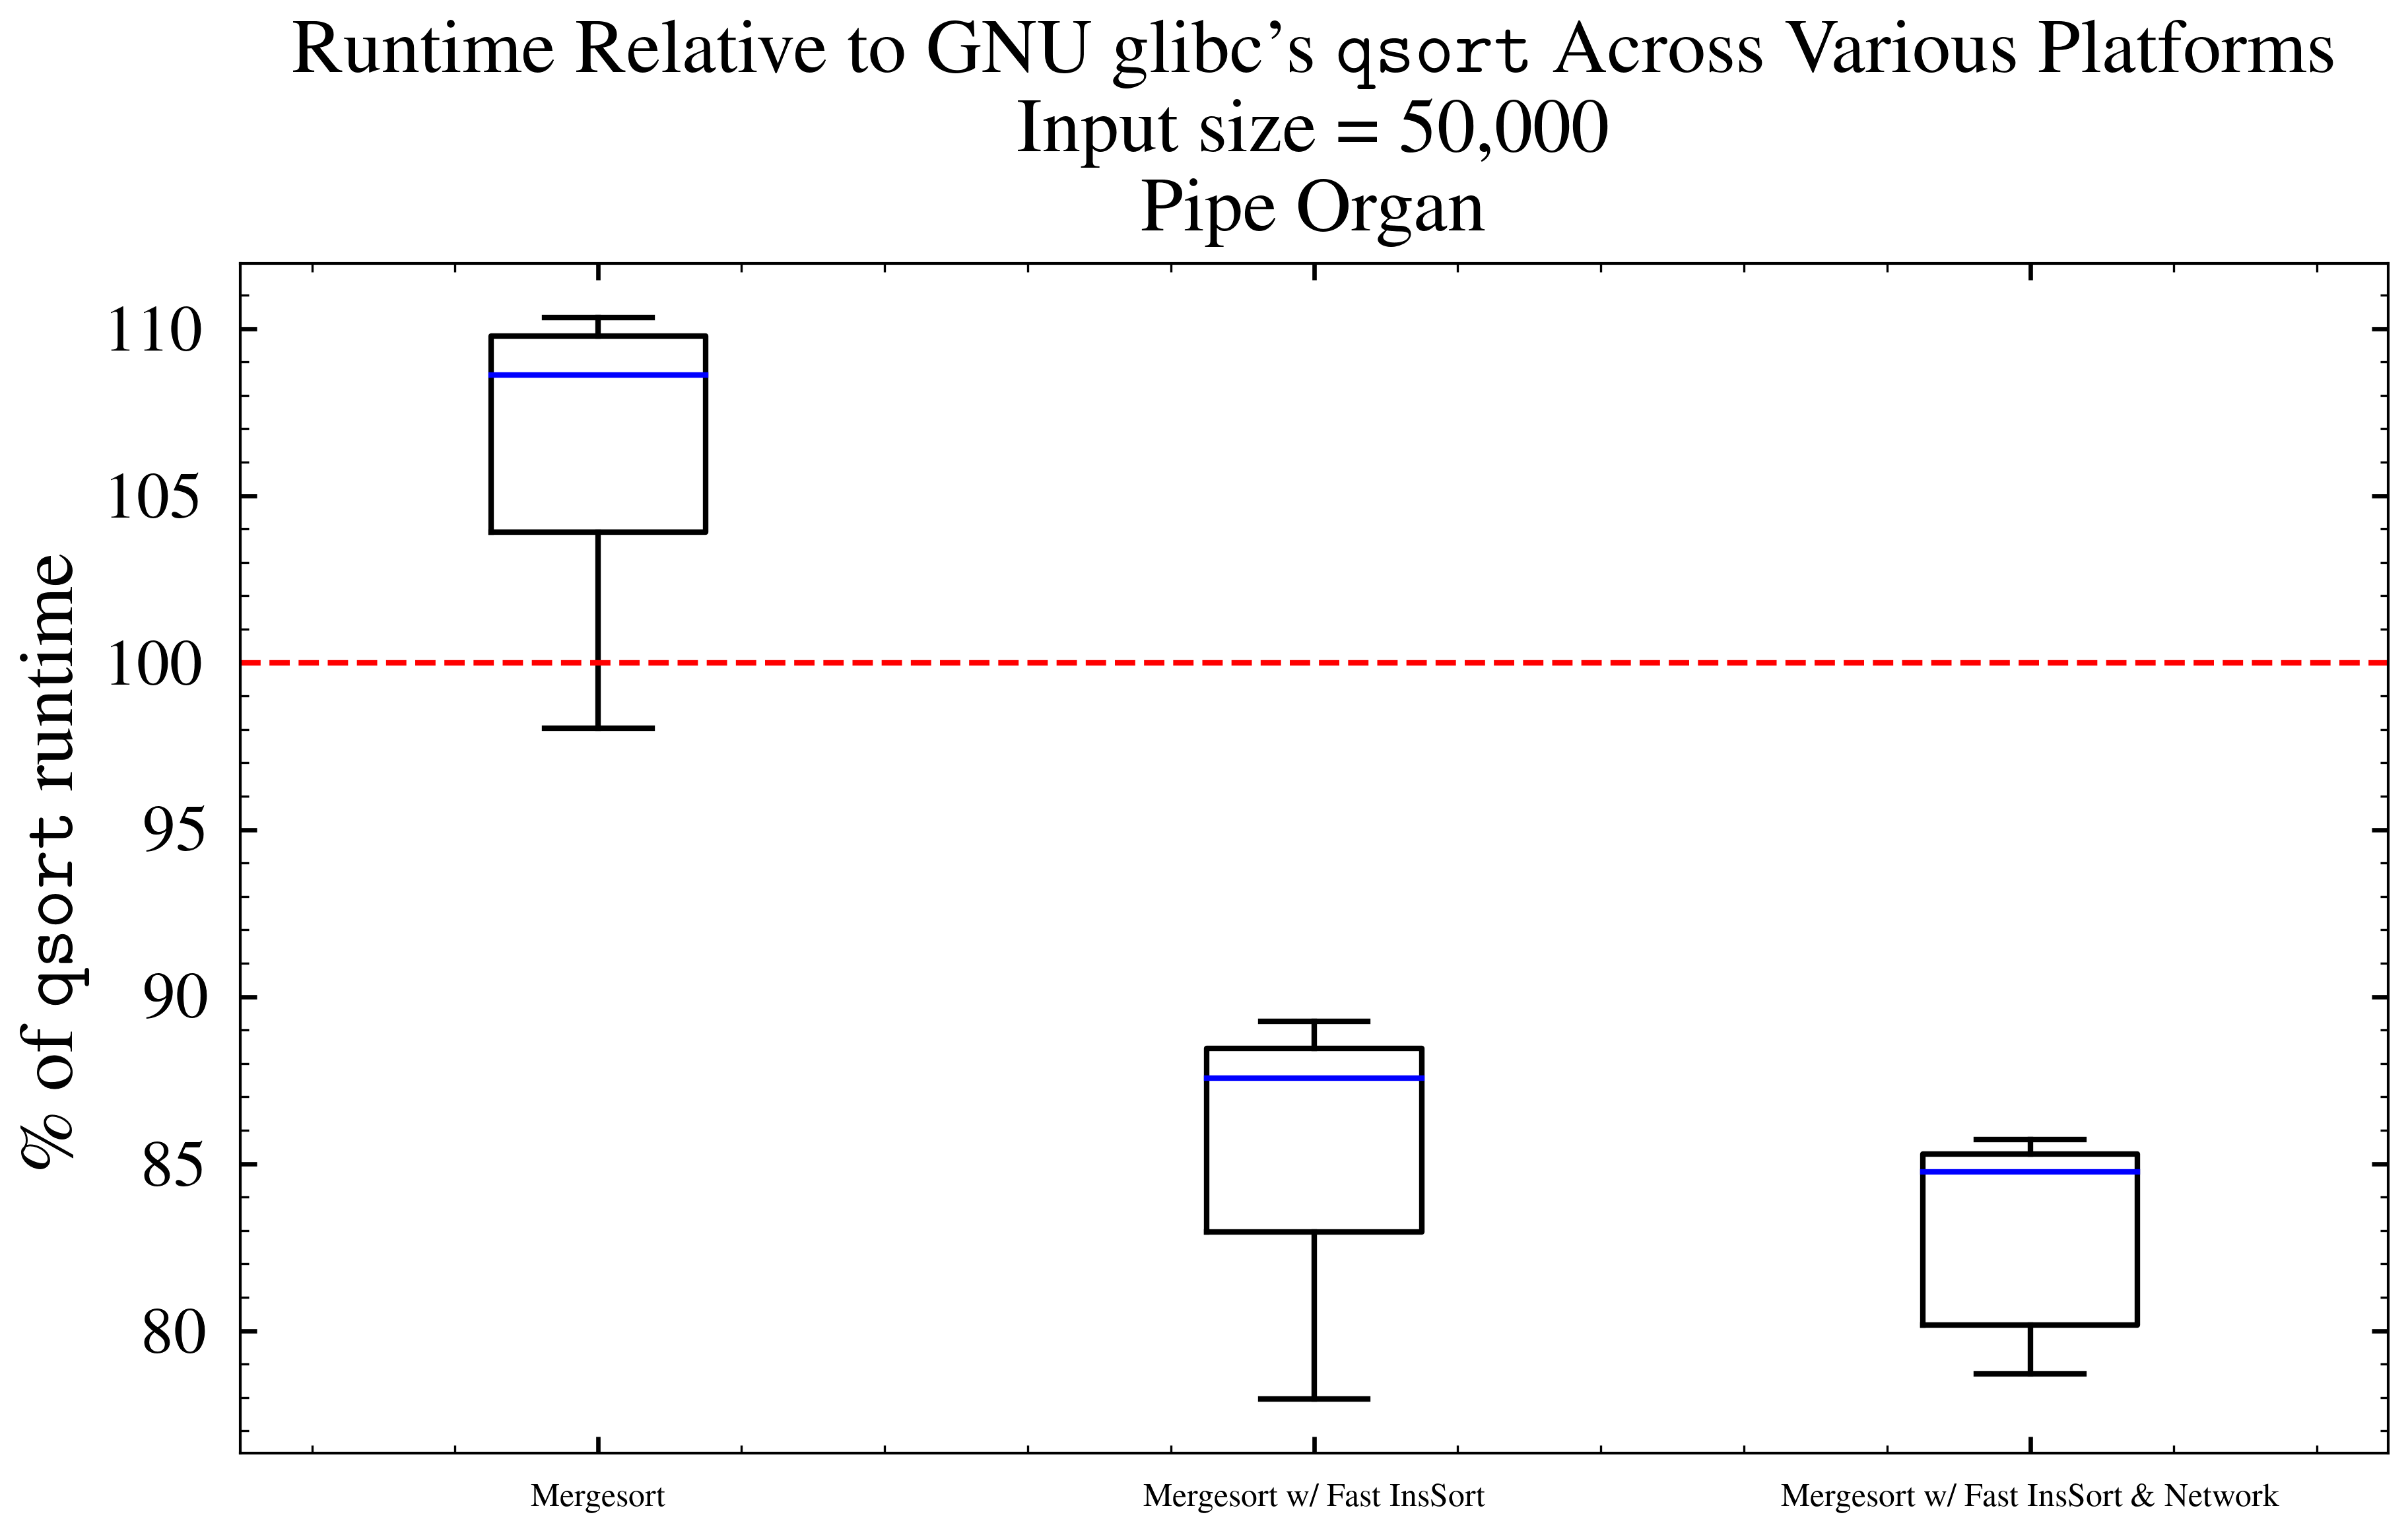 Runtime Relative to GNU glibc’s qsort Across Various Platforms
Input size = 50,000
Pipe Organ
% of qsort runtime
110
105
100
95
90
85
80
Mergesort
Mergesort w/ Fast InsSort
Mergesort w/ Fast InsSort & Network